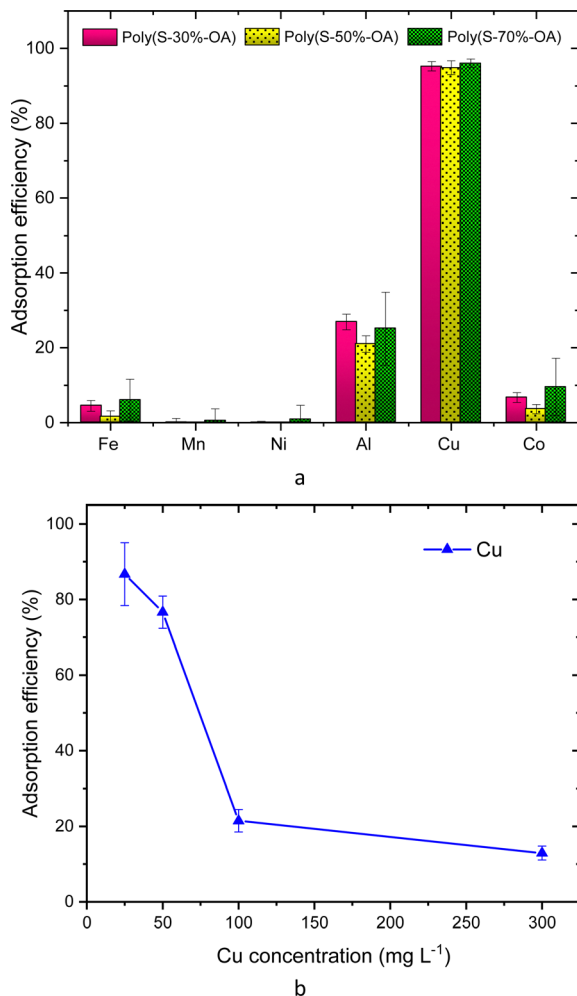 Poly(S-30%-OA) Poly(S-50%-OA) Poly(S-70%-OA)
Adsorption efficiency (%)
100
80
60
40
20
0
Fe Mn Ni Al Cu Co
a
Cu
Adsorption efficiency (%)
100
80
60
40
20
0
0 50 100 150 200 250 300
Cu concentration (mg L⁻¹)
b